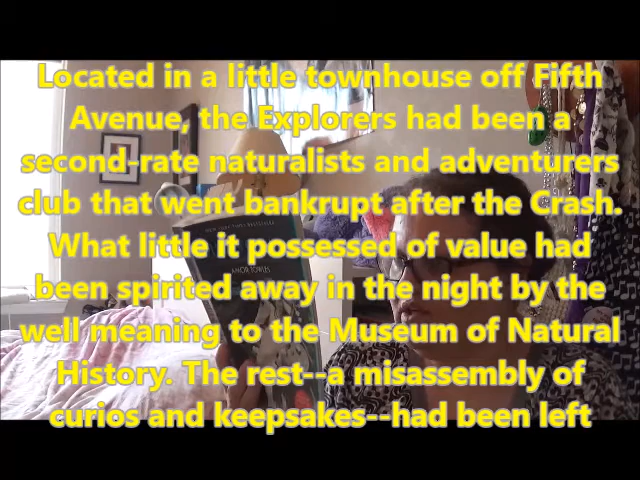 Located in a little townhouse off Fifth
Avenue, the Explorers had been a
second-rate naturalists and adventurers
club that went bankrupt after the Crash.
What little it possessed of value had
been spirited away in the night by the
well meaning to the Museum of Natural
History. The rest--a misassembly of
curios and keepsakes--had been left
AMOR TOWLES